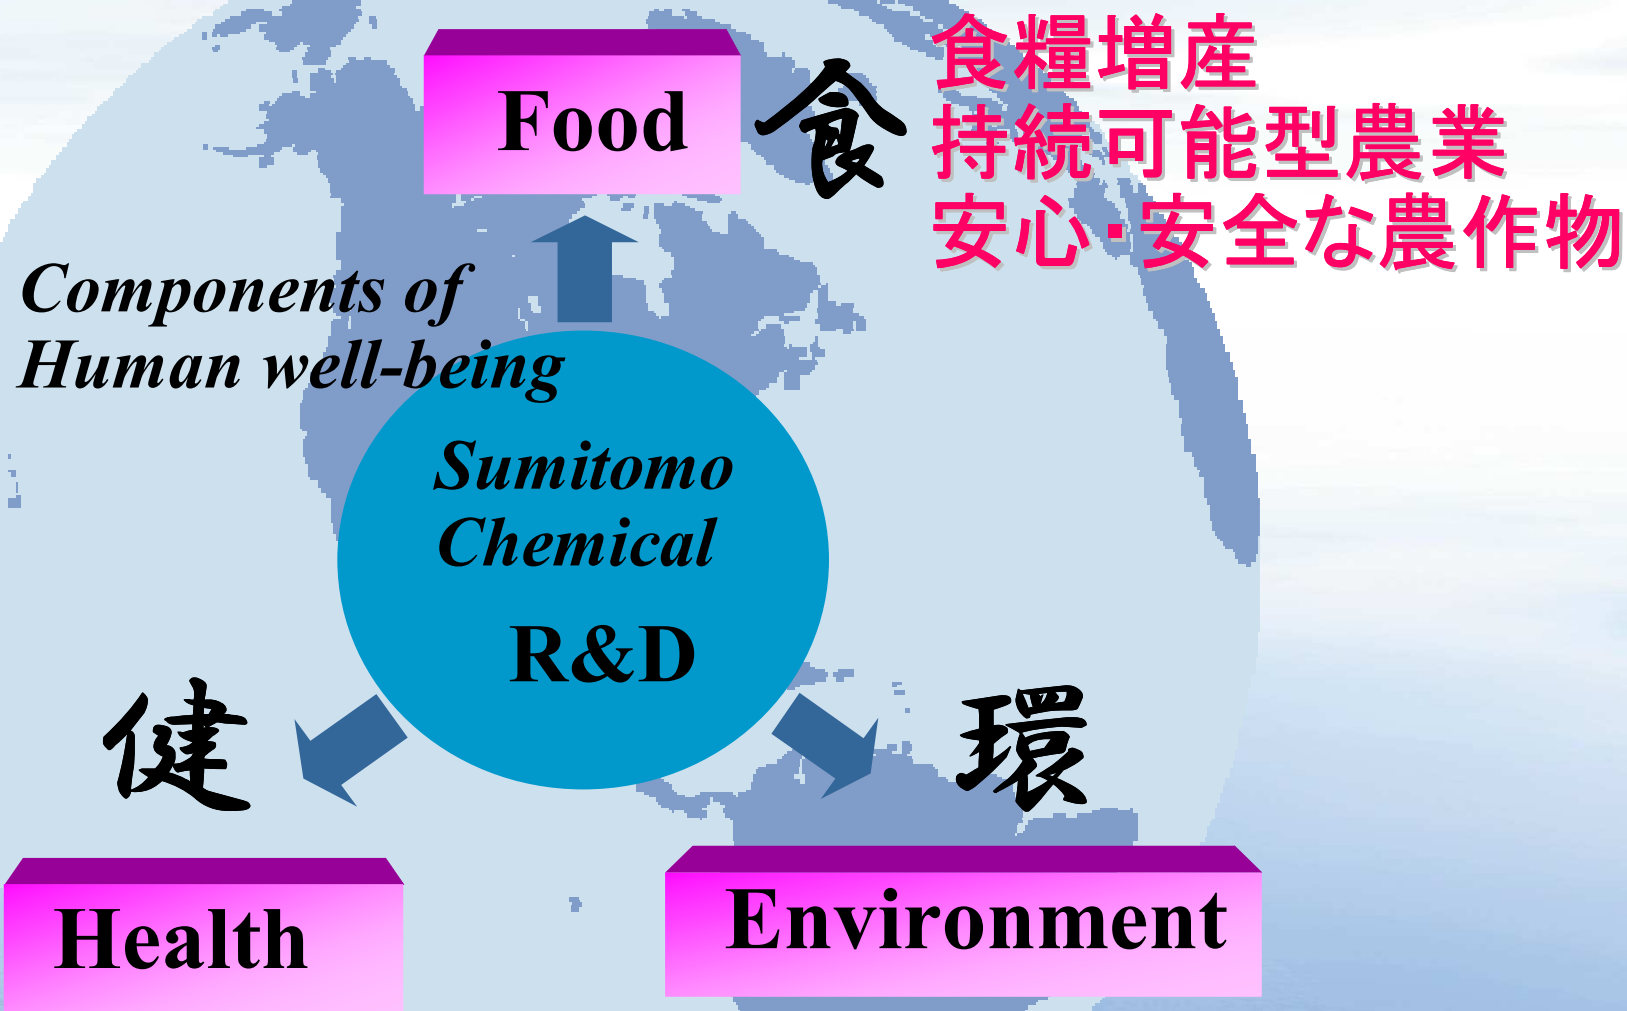 Food
食
食糧増産
持続可能型農業
安心・安全な農作物
Components of
Human well-being
Sumitomo
Chemical
R&D
健
環
Health
Environment